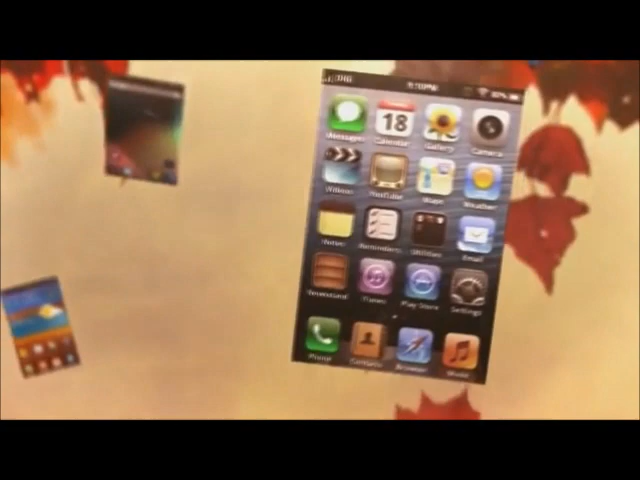 Messages Calendar Gallery Camera
18
Videos YouTube Maps Weather
Notes Reminders Utilities Email
Newsstand iTunes Play Store Settings
Phone Contacts Browser Music